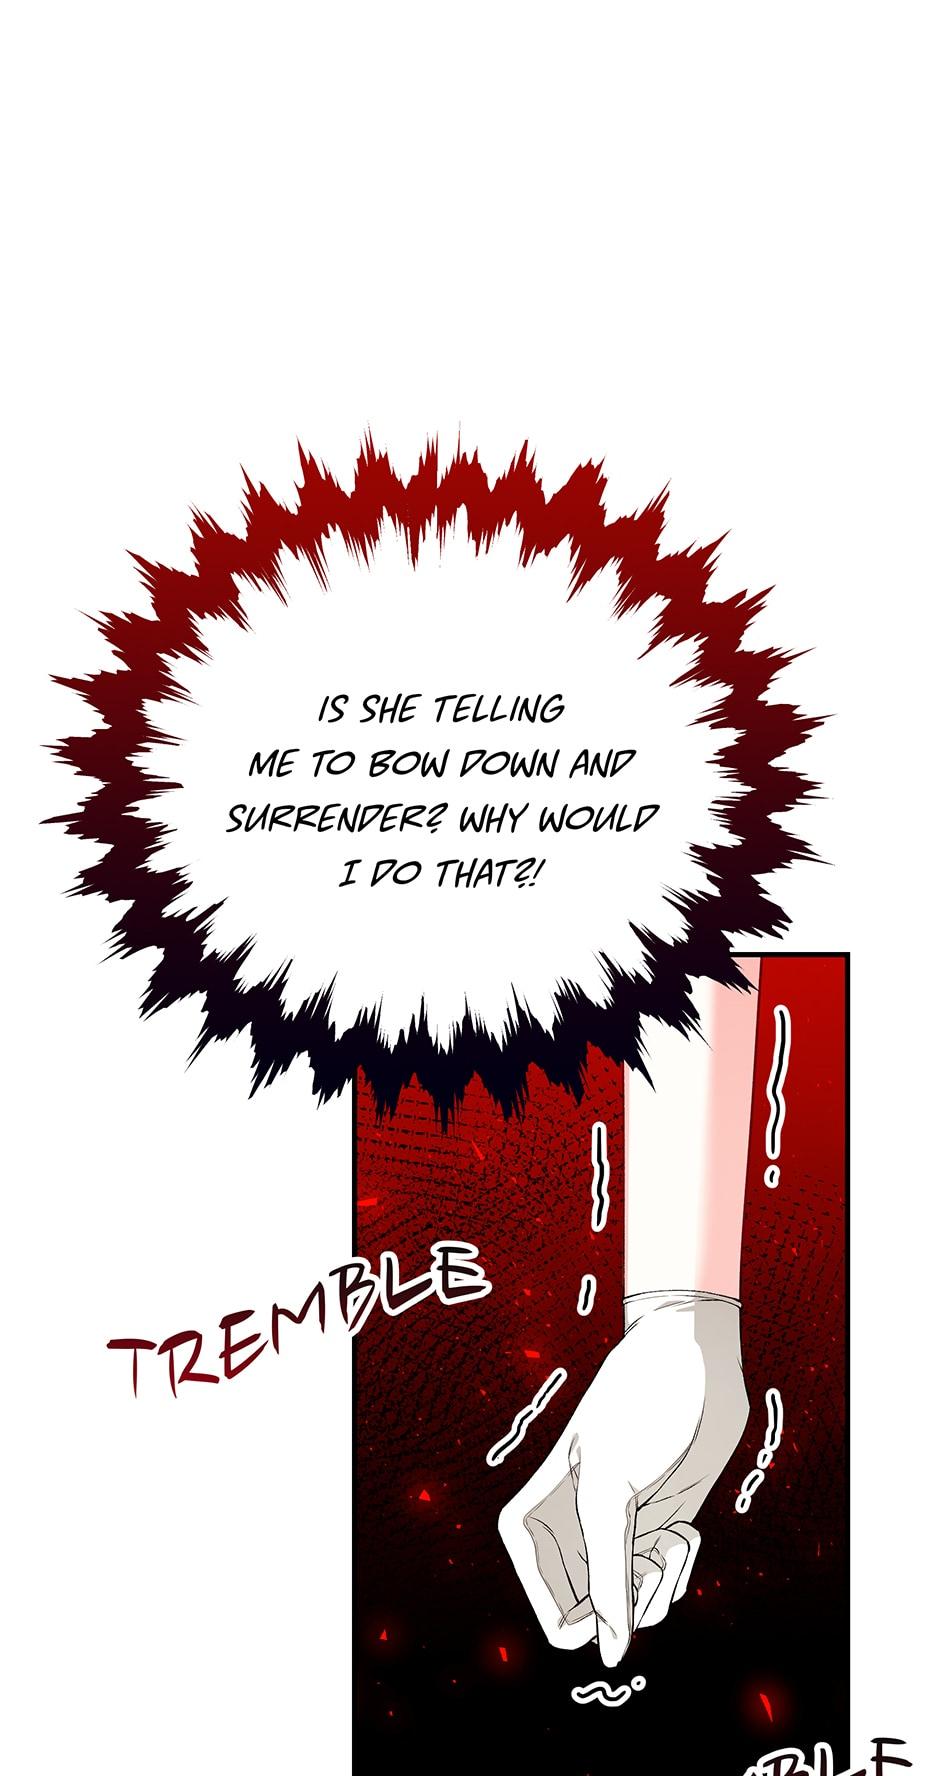 IS SHE TELLING
ME TO BOW DOWN AND
SURRENDER? WHY WOULD
I DO THAT?!
TREMBLE